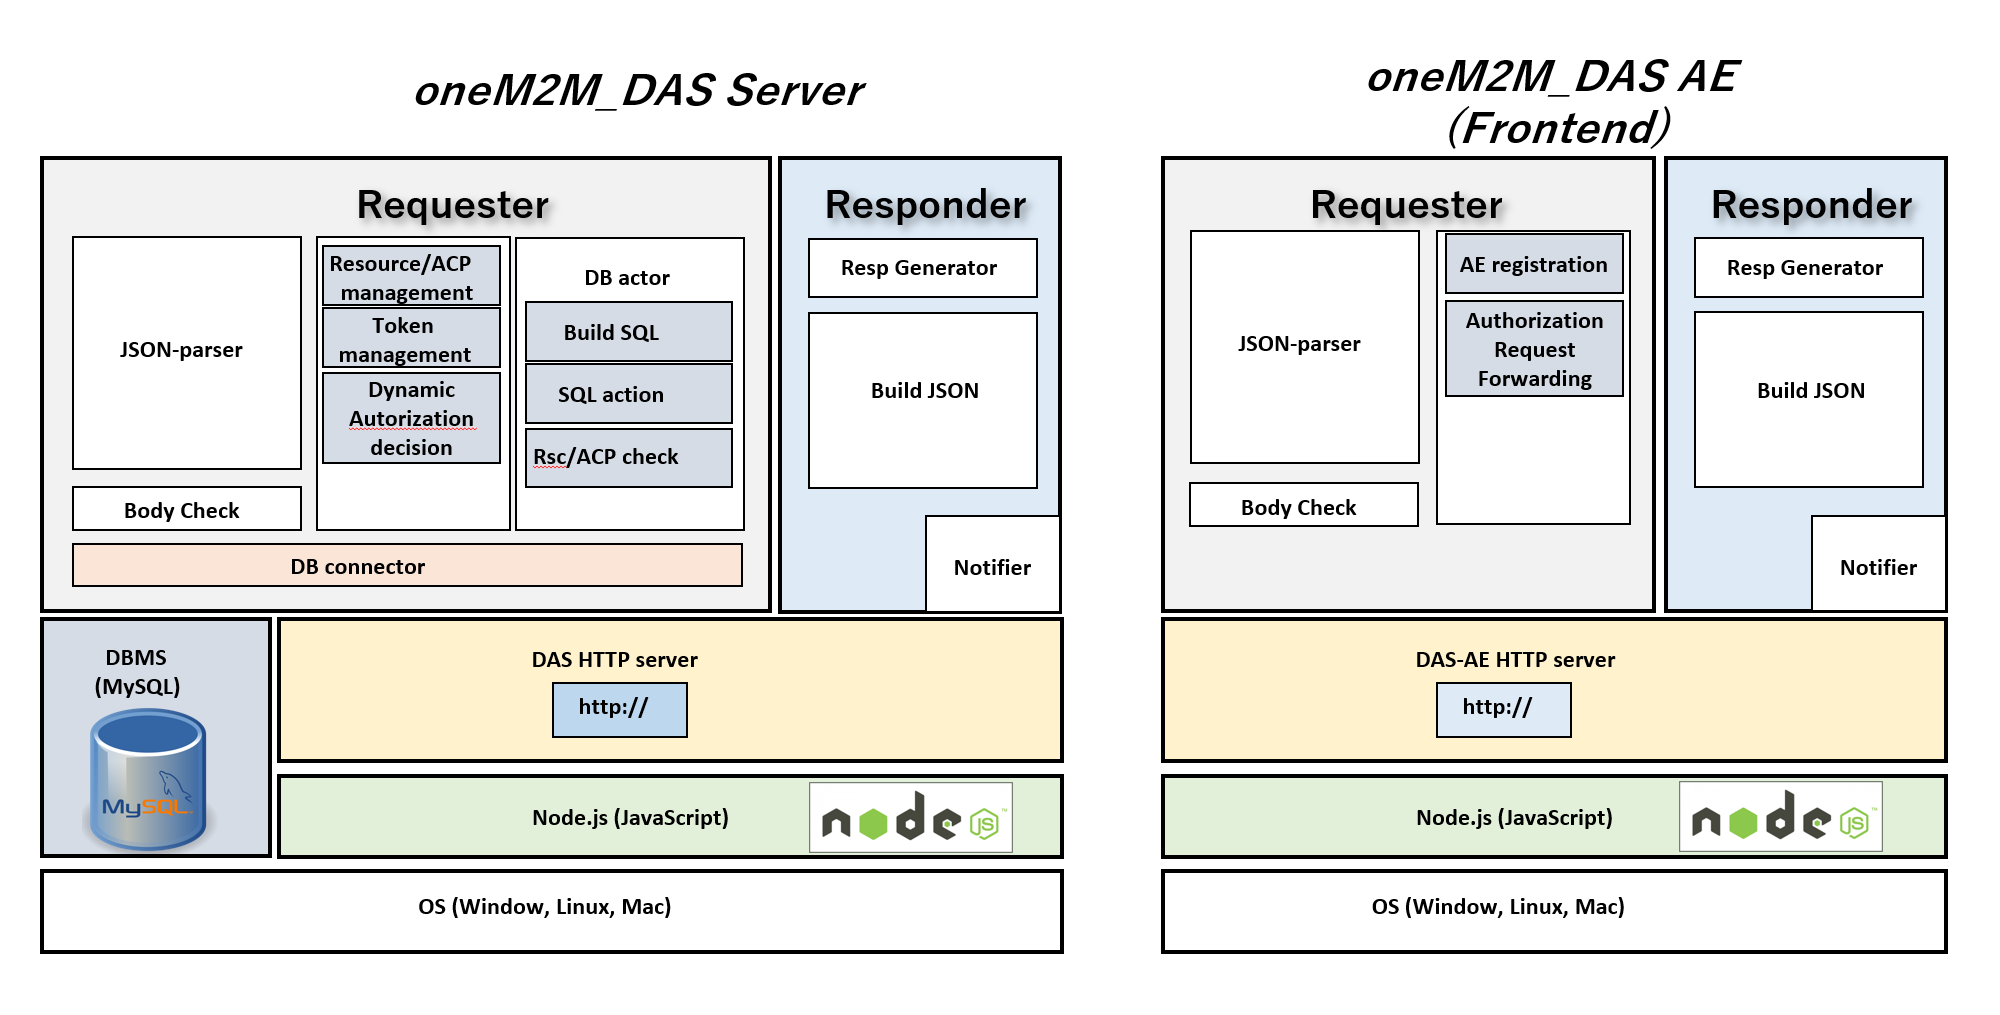 oneM2M_DAS Server
Requester
JSON-parser
Body Check
Resource/ACP
management
Token
management
Dynamic
Autorization
decision
DB actor
Build SQL
SQL action
Rsc/ACP check
DB connector
Responder
Resp Generator
Build JSON
Notifier
DBMS
(MySQL)
MySQL
DAS HTTP server
http://
Node.js (JavaScript)
node
JS
TM
OS (Window, Linux, Mac)
oneM2M_DAS AE
(Frontend)
Requester
JSON-parser
Body Check
AE registration
Authorization
Request
Forwarding
Responder
Resp Generator
Build JSON
Notifier
DAS-AE HTTP server
http://
Node.js (JavaScript)
node
JS
TM
OS (Window, Linux, Mac)